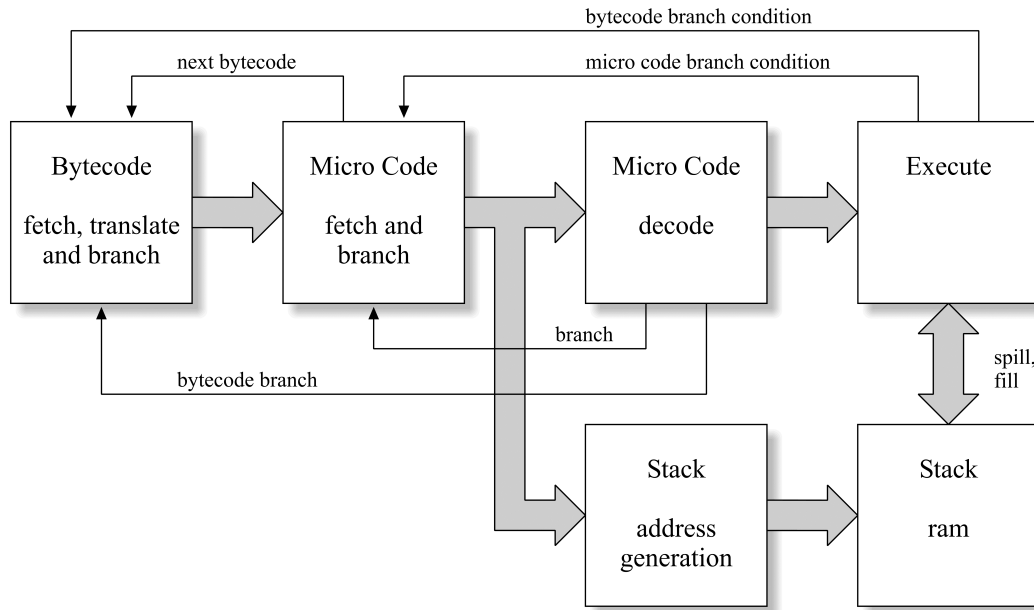 bytecode branch condition
next bytecode
micro code branch condition
Bytecode
fetch, translate
and branch
Micro Code
fetch and
branch
Micro Code
decode
Execute
branch
bytecode branch
spill,
fill
Stack
address
generation
Stack
ram